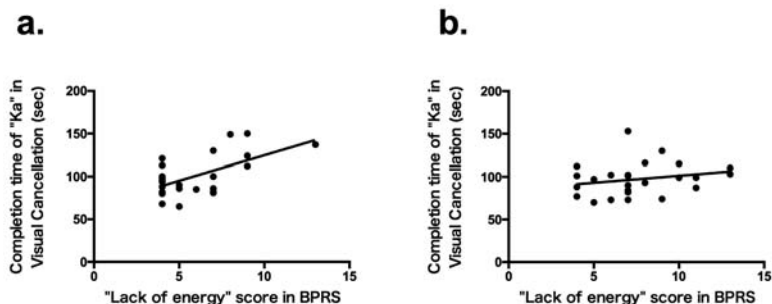 a.
Completion time of "Ka" in
Visual Cancellation (sec)
200
150
100
50
0
0
5
10
15
"Lack of energy" score in BPRS
b.
Completion time of "Ka" in
Visual Cancellation (sec)
200
150
100
50
0
0
5
10
15
"Lack of energy" score in BPRS